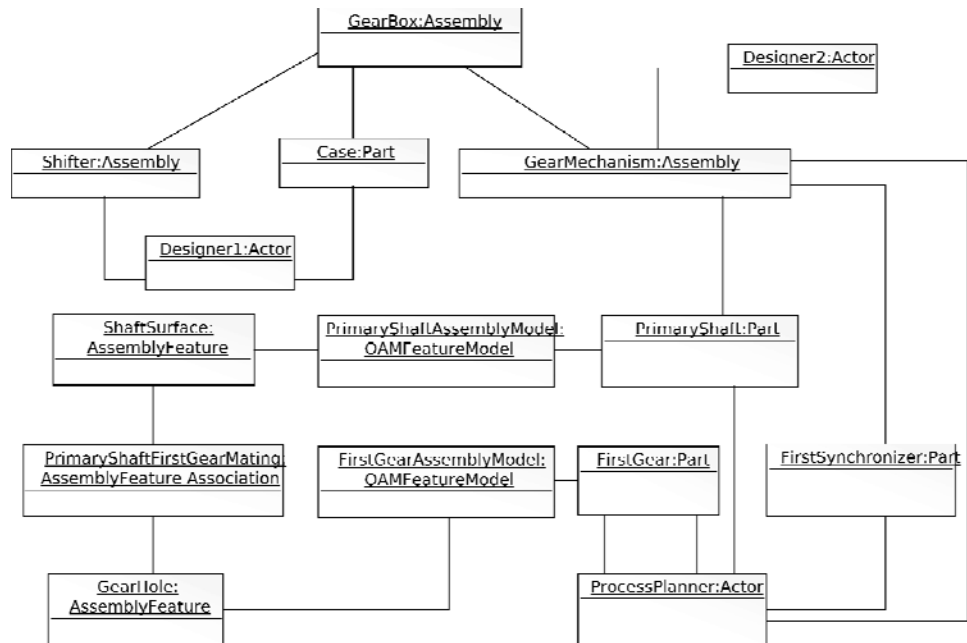 GearBox:Assembly
Designer2:Actor
Shifter:Assembly
Case:Part
GearMechanism:Assembly
Designer1:Actor
ShaftSurface:
AssemblyFeature
PrimaryShaftAssemblyModel:
OAMFeatureModel
PrimaryShaft:Part
PrimaryShaftFirstGearMating:
AssemblyFeature Association
FirstGearAssemblyModel:
OAMFeatureModel
FirstGear:Part
FirstSynchronizer:Part
GearHole:
AssemblyFeature
ProcessPlanner:Actor